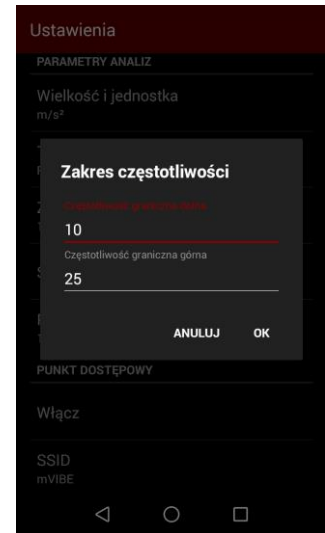 Ustawienia
PARAMETRY ANALIZ
Wielkość i jednostka
m/s²
Zakres częstotliwości
Częstotliwość graniczna dolna
10
Częstotliwość graniczna górna
25
ANULUJ OK
PUNKT DOSTĘPOWY
Włącz
SSID
mVIBE